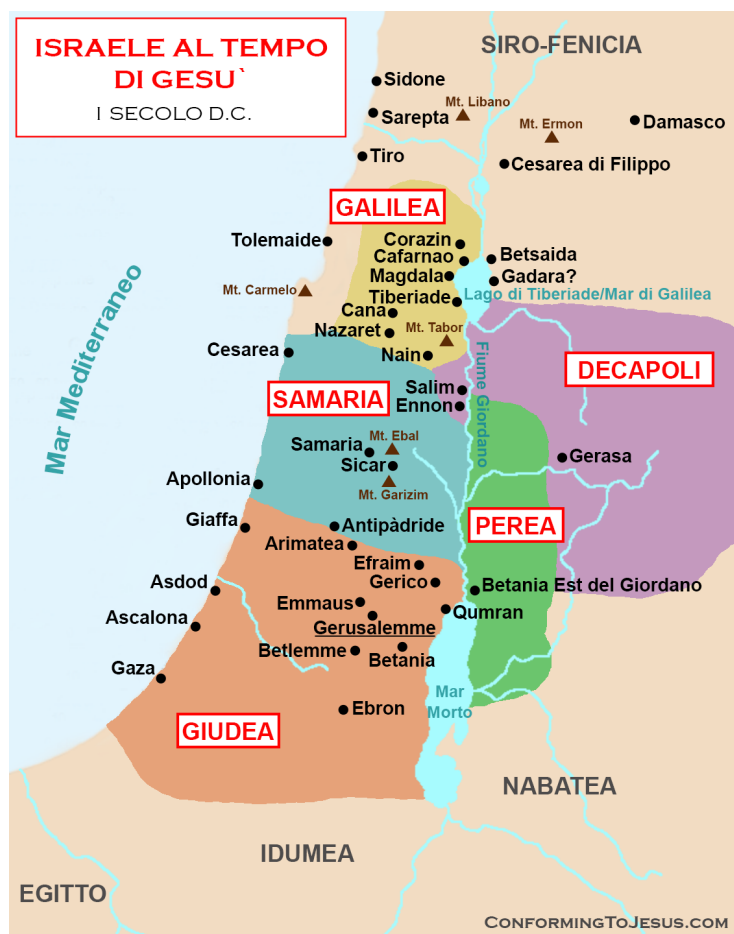 ISRAELE AL TEMPO
DI GESU`
I SECOLO D.C.
SIRO-FENICIA
Sidone
Mt. Libano
Sarepta
Mt. Ermon
Damasco
Tiro
Cesarea di Filippo
GALILEA
Tolemaide
Corazin
Cafarnao
Betsaida
Magdala
Gadara?
Mt. Carmelo
Tiberiade
Lago di Tiberiade/Mar di Galilea
Cana
Nazaret
Mt. Tabor
Mar Mediterraneo
Cesarea
Nain
Fiume Giordano
DECAPOLI
Salim
SAMARIA
Ennon
Mt. Ebal
Samaria
Sicar
Gerasa
Apollonia
Mt. Garizim
Giaffa
Antipàdride
PEREA
Arimatea
Efraim
Gerico
Asdod
Betania Est del Giordano
Emmaus
Qumran
Ascalona
Gerusalemme
Betlemme
Betania
Gaza
Mar
Morto
Ebron
GIUDEA
NABATEA
IDUMEA
EGITTO
CONFORMINGTOJESUS.COM